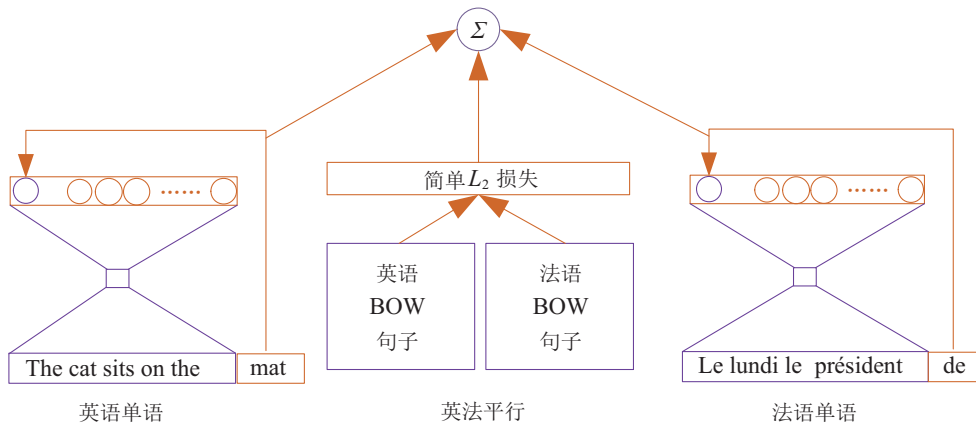 Σ
简单L₂ 损失
英语
BOW
句子
法语
BOW
句子
The cat sits on the
mat
Le lundi le président
de
英语单语
英法平行
法语单语